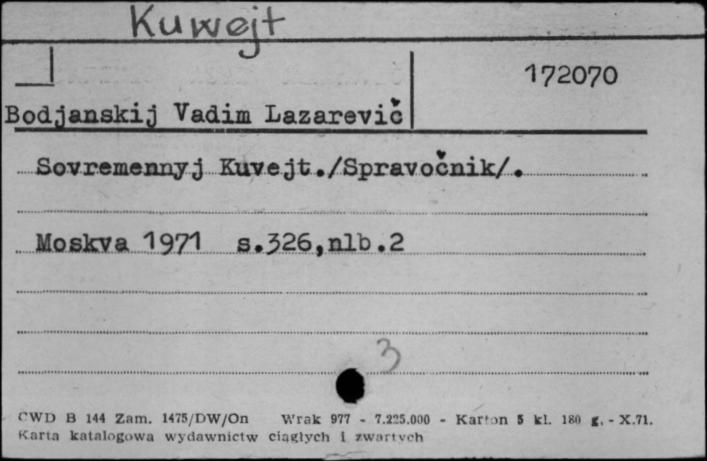 Kuwejt
172070
Bodjanskij Vadim Lazarevič
Sovremennyj Kuvejt./Spravočnik/.
Moskva 1971 s.326,nlb.2
3
CWD B 144 Zam. 1475/DW/On Wrak 977 - 7.225.000 - Karton 5 kl. 180 g. - X.71.
Karta katalogowa wydawnictw ciągłych i zwartych